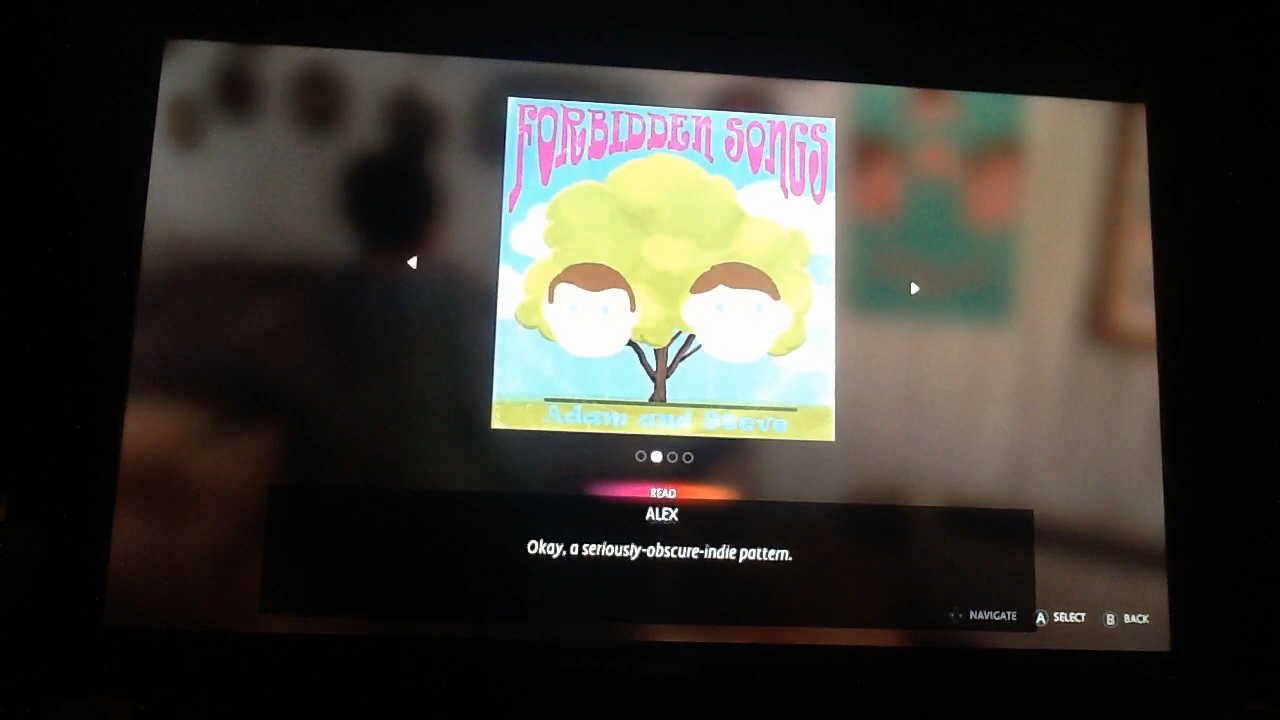 FORBIDDEN SONGS
Adam and Steve
READ
ALEX
Okay, a seriously-obscure-indie pattern.
NAVIGATE A SELECT B BACK